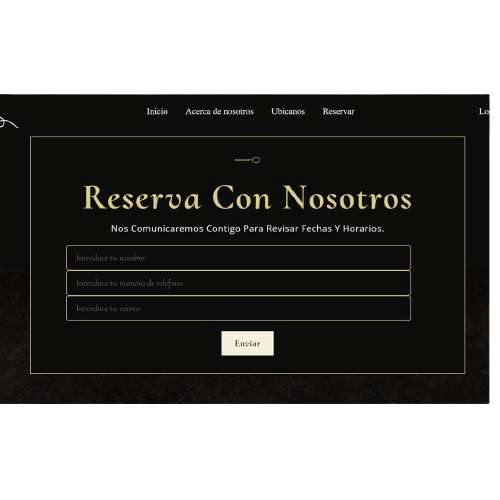 Inicio Acerca de nosotros Ubicanos Reservar Lo
Reserva Con Nosotros
Nos Comunicaremos Contigo Para Revisar Fechas Y Horarios.
Introduce tu nombre
Introduce tu numero de telefono
Introduce tu correo
Enviar